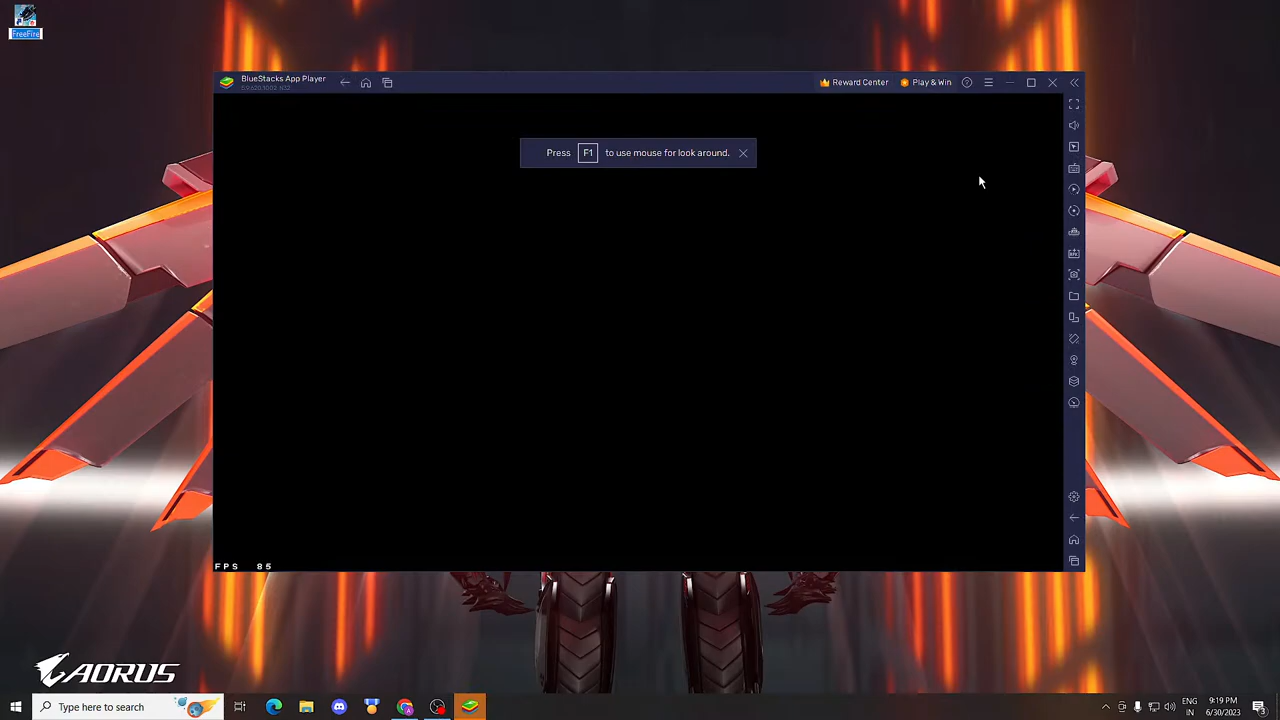 FreeFire
BlueStacks App Player
Reward Center
Play & Win
Press F1 to use mouse for look around.
FPS 85
AORUS
Type here to search
ENG
IN
9:19 PM
6/30/2023
3